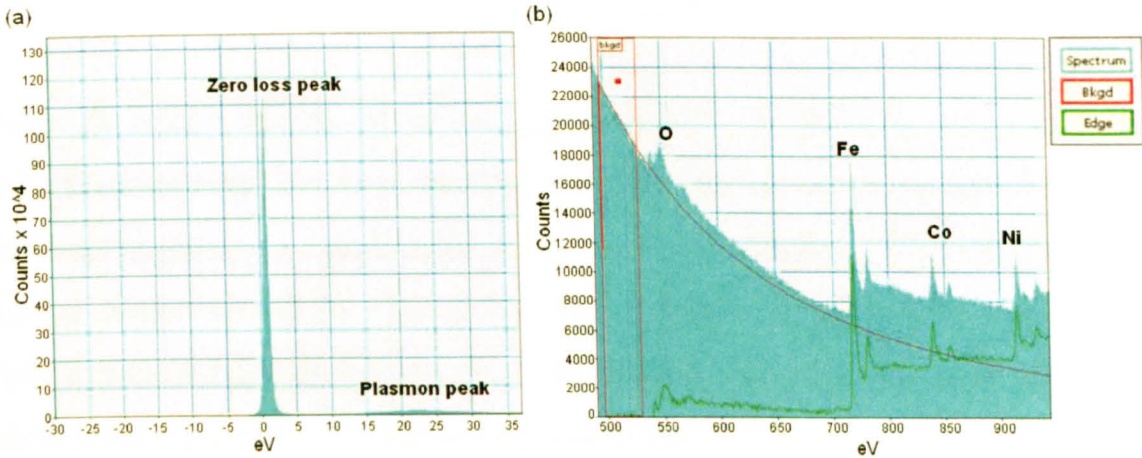 (a)
130
120
110
100
90
80
70
60
50
40
30
20
10
0
Counts x 10^4
Zero loss peak
Plasmon peak
-30 -25 -20 -15 -10 -5 0 5 10 15 20 25 30 35
eV
(b)
26000
24000
22000
20000
18000
16000
14000
12000
10000
8000
6000
4000
2000
0
Counts
bkgd
O
Fe
Co
Ni
500 550 600 650 700 750 800 850 900
eV
Spectrum
Bkgd
Edge